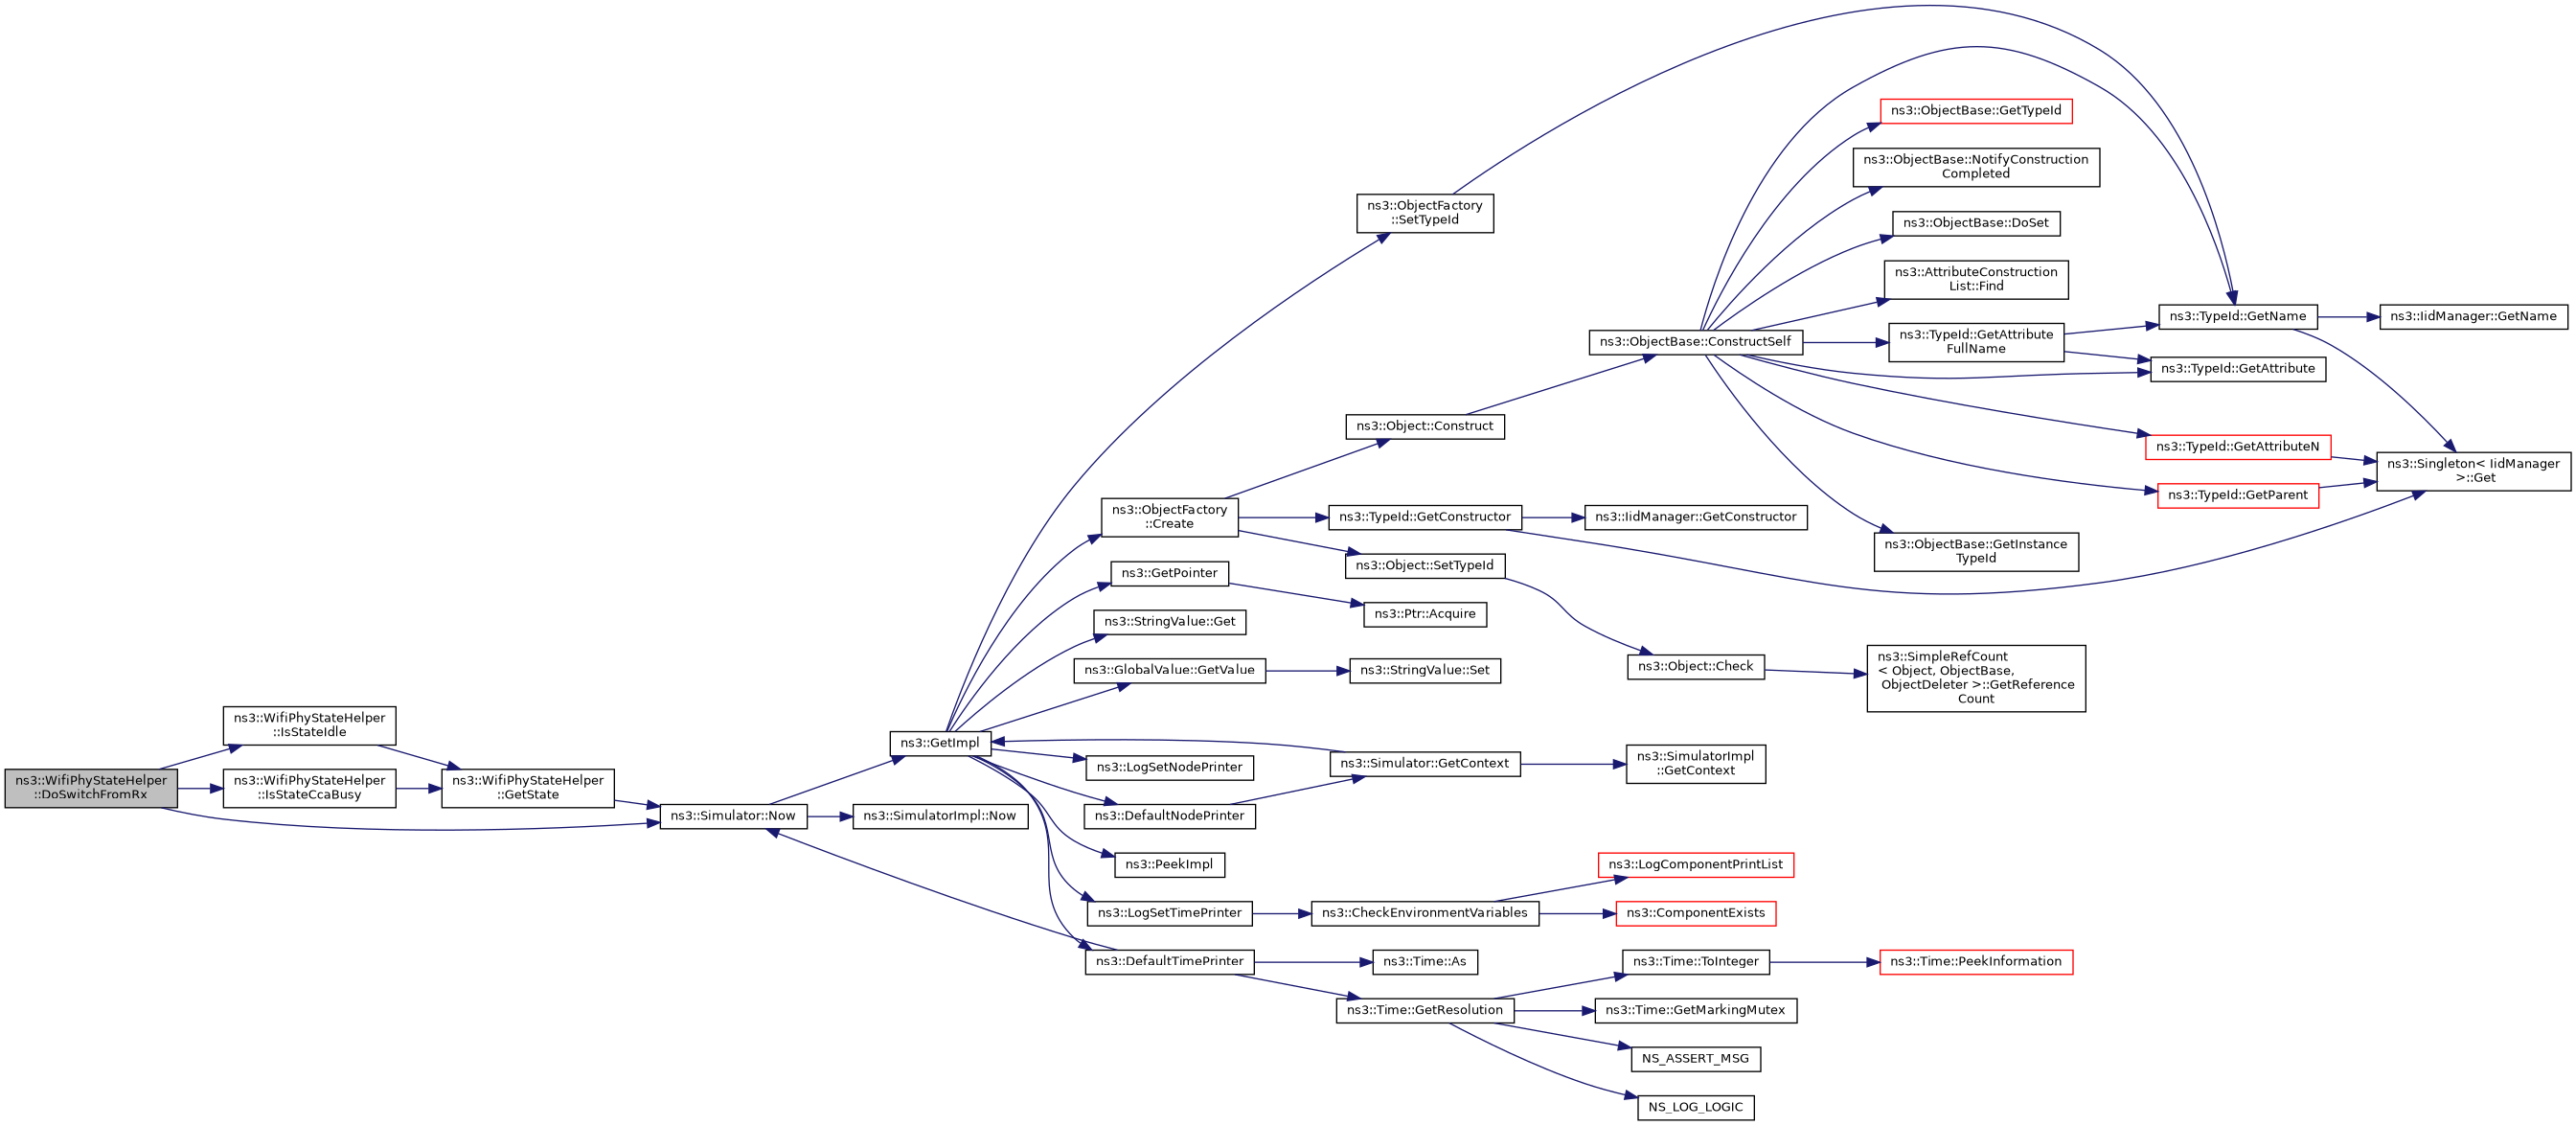 ns3::WifiPhyStateHelper
::DoSwitchFromRx
ns3::WifiPhyStateHelper
::IsStateIdle
ns3::WifiPhyStateHelper
::IsStateCcaBusy
ns3::WifiPhyStateHelper
::GetState
ns3::Simulator::Now
ns3::SimulatorImpl::Now
ns3::GetImpl
ns3::ObjectFactory
::SetTypeId
ns3::ObjectFactory
::Create
ns3::GetPointer
ns3::StringValue::Get
ns3::GlobalValue::GetValue
ns3::LogSetNodePrinter
ns3::DefaultNodePrinter
ns3::PeekImpl
ns3::LogSetTimePrinter
ns3::DefaultTimePrinter
ns3::Object::Construct
ns3::TypeId::GetConstructor
ns3::Object::SetTypeId
ns3::Ptr::Acquire
ns3::StringValue::Set
ns3::Simulator::GetContext
ns3::CheckEnvironmentVariables
ns3::Time::As
ns3::Time::GetResolution
ns3::ObjectBase::ConstructSelf
ns3::IidManager::GetConstructor
ns3::Object::Check
ns3::SimulatorImpl
::GetContext
ns3::LogComponentPrintList
ns3::ComponentExists
ns3::Time::ToInteger
ns3::Time::GetMarkingMutex
NS_ASSERT_MSG
NS_LOG_LOGIC
ns3::ObjectBase::GetTypeId
ns3::ObjectBase::NotifyConstruction
Completed
ns3::ObjectBase::DoSet
ns3::AttributeConstruction
List::Find
ns3::TypeId::GetAttribute
FullName
ns3::ObjectBase::GetInstance
TypeId
ns3::SimpleRefCount
< Object, ObjectBase,
ObjectDeleter >::GetReference
Count
ns3::Time::PeekInformation
ns3::TypeId::GetName
ns3::TypeId::GetAttribute
ns3::TypeId::GetAttributeN
ns3::TypeId::GetParent
ns3::IidManager::GetName
ns3::Singleton< IidManager
>::Get